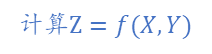 计算Z = f(X,Y)